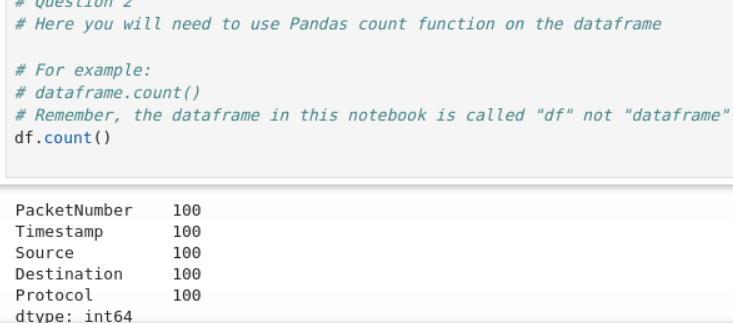 # Question 2
# Here you will need to use Pandas count function on the dataframe
# For example:
# dataframe.count()
# Remember, the dataframe in this notebook is called "df" not "dataframe"
df.count()
PacketNumber    100
Timestamp       100
Source          100
Destination     100
Protocol        100
dtype: int64